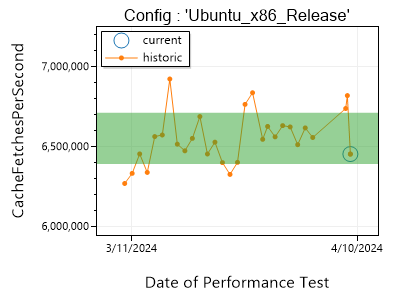 Config : 'Ubuntu_x86_Release'
current
historic
CacheFetchesPerSecond
7,000,000
6,500,000
6,000,000
3/11/2024
4/10/2024
Date of Performance Test